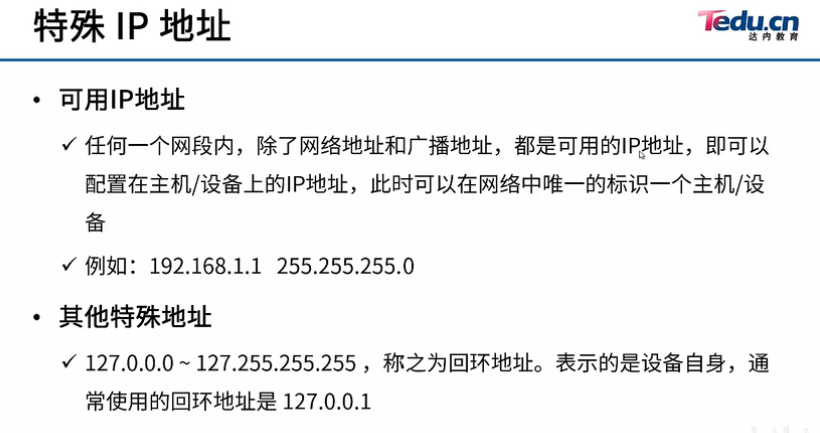 特殊 IP 地址
Tedu.cn
达内教育
• 可用IP地址
✓ 任何一个网段内，除了网络地址和广播地址，都是可用的IP地址，即可以
配置在主机/设备上的IP地址，此时可以在网络中唯一的标识一个主机/设
备
✓ 例如：192.168.1.1 255.255.255.0
• 其他特殊地址
✓ 127.0.0.0 ~ 127.255.255.255 ，称之为回环地址。表示的是设备自身，通
常使用的回环地址是 127.0.0.1